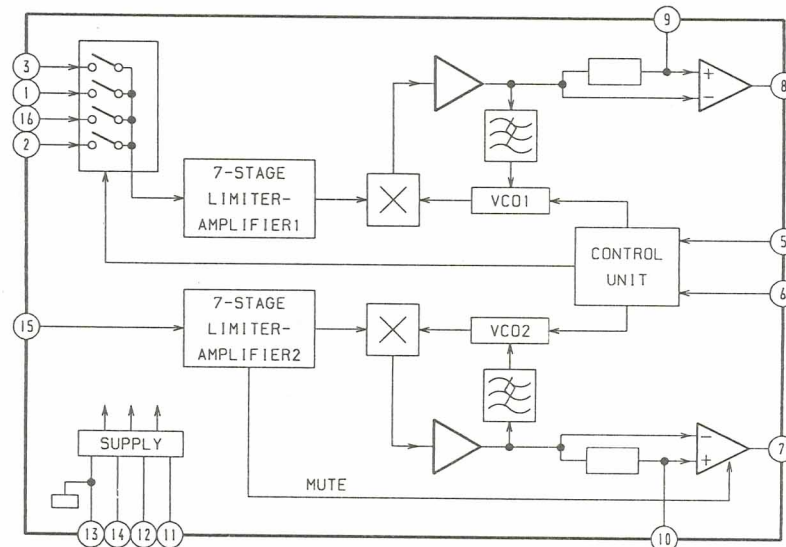 9
3
1
16
2
+
−
8
7-STAGE
LIMITER-
AMPLIFIER1
VCO1
CONTROL
UNIT
5
6
15
7-STAGE
LIMITER-
AMPLIFIER2
VCO2
SUPPLY
−
+
7
MUTE
13
14
12
11
10